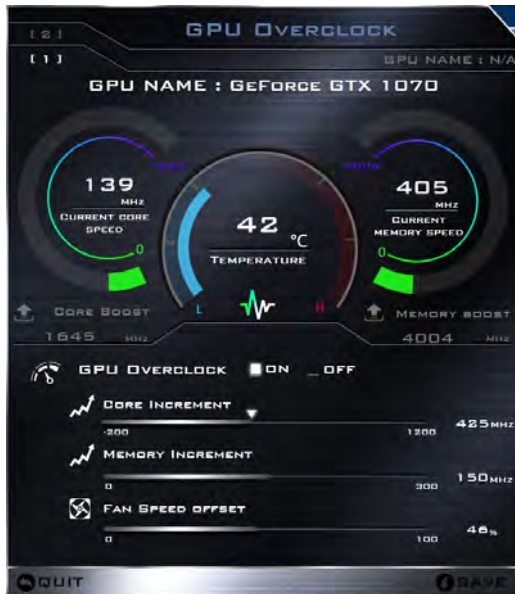 [2]
GPU Overclock
[1]
GPU NAME : N/A
GPU NAME : GeForce GTX 1070
139
MHz
Current core speed
0
42 °C
Temperature
L
H
405
MHz
Current memory speed
0
Core Boost
1645 MHz
Memory boost
4004 MHz
GPU Overclock ON _OFF
Core Increment
-200
1200
425MHz
Memory Increment
0
300
150MHz
Fan Speed offset
0
100
46%
Quit
Save